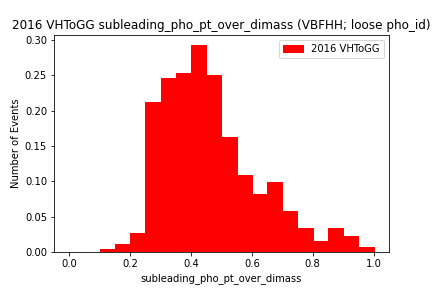 2016 VHToGG subleading_pho_pt_over_dimass (VBFHH; loose pho_id)
2016 VHToGG
Number of Events
0.30
0.25
0.20
0.15
0.10
0.05
0.00
0.0 0.2 0.4 0.6 0.8 1.0
subleading_pho_pt_over_dimass